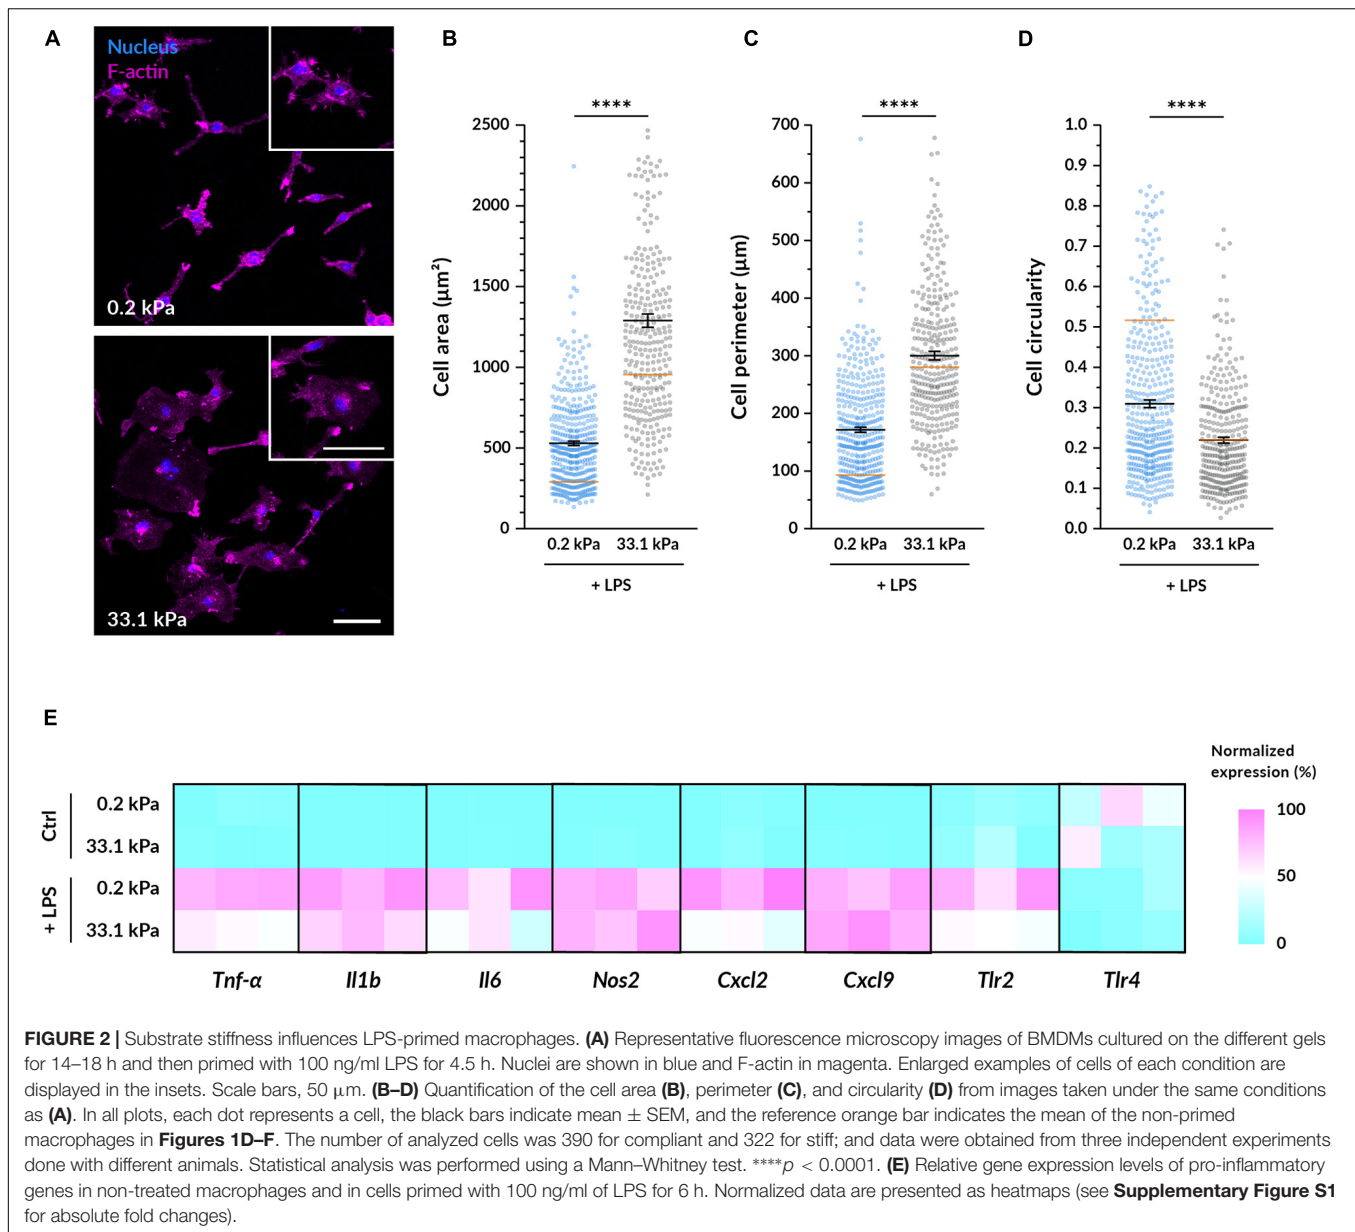 A
Nucleus
F-actin
0.2 kPa
33.1 kPa
B
****
Cell area (μm²)
2500
2000
1500
1000
500
0
0.2 kPa 33.1 kPa
+ LPS
C
****
Cell perimeter (μm)
700
600
500
400
300
200
100
0
0.2 kPa 33.1 kPa
+ LPS
D
****
Cell circularity
1.0
0.9
0.8
0.7
0.6
0.5
0.4
0.3
0.2
0.1
0.0
0.2 kPa 33.1 kPa
+ LPS
E
Ctrl
0.2 kPa
33.1 kPa
+ LPS
0.2 kPa
33.1 kPa
Tnf-α Il1b Il6 Nos2 Cxcl2 Cxcl9 Tlr2 Tlr4
Normalized
expression (%)
100
50
0
FIGURE 2 | Substrate stiffness influences LPS-primed macrophages. (A) Representative fluorescence microscopy images of BMDMs cultured on the different gels
for 14–18 h and then primed with 100 ng/ml LPS for 4.5 h. Nuclei are shown in blue and F-actin in magenta. Enlarged examples of cells of each condition are
displayed in the insets. Scale bars, 50 μm. (B–D) Quantification of the cell area (B), perimeter (C), and circularity (D) from images taken under the same conditions
as (A). In all plots, each dot represents a cell, the black bars indicate mean ± SEM, and the reference orange bar indicates the mean of the non-primed
macrophages in Figures 1D–F. The number of analyzed cells was 390 for compliant and 322 for stiff; and data were obtained from three independent experiments
done with different animals. Statistical analysis was performed using a Mann–Whitney test. ****p < 0.0001. (E) Relative gene expression levels of pro-inflammatory
genes in non-treated macrophages and in cells primed with 100 ng/ml of LPS for 6 h. Normalized data are presented as heatmaps (see Supplementary Figure S1
for absolute fold changes).